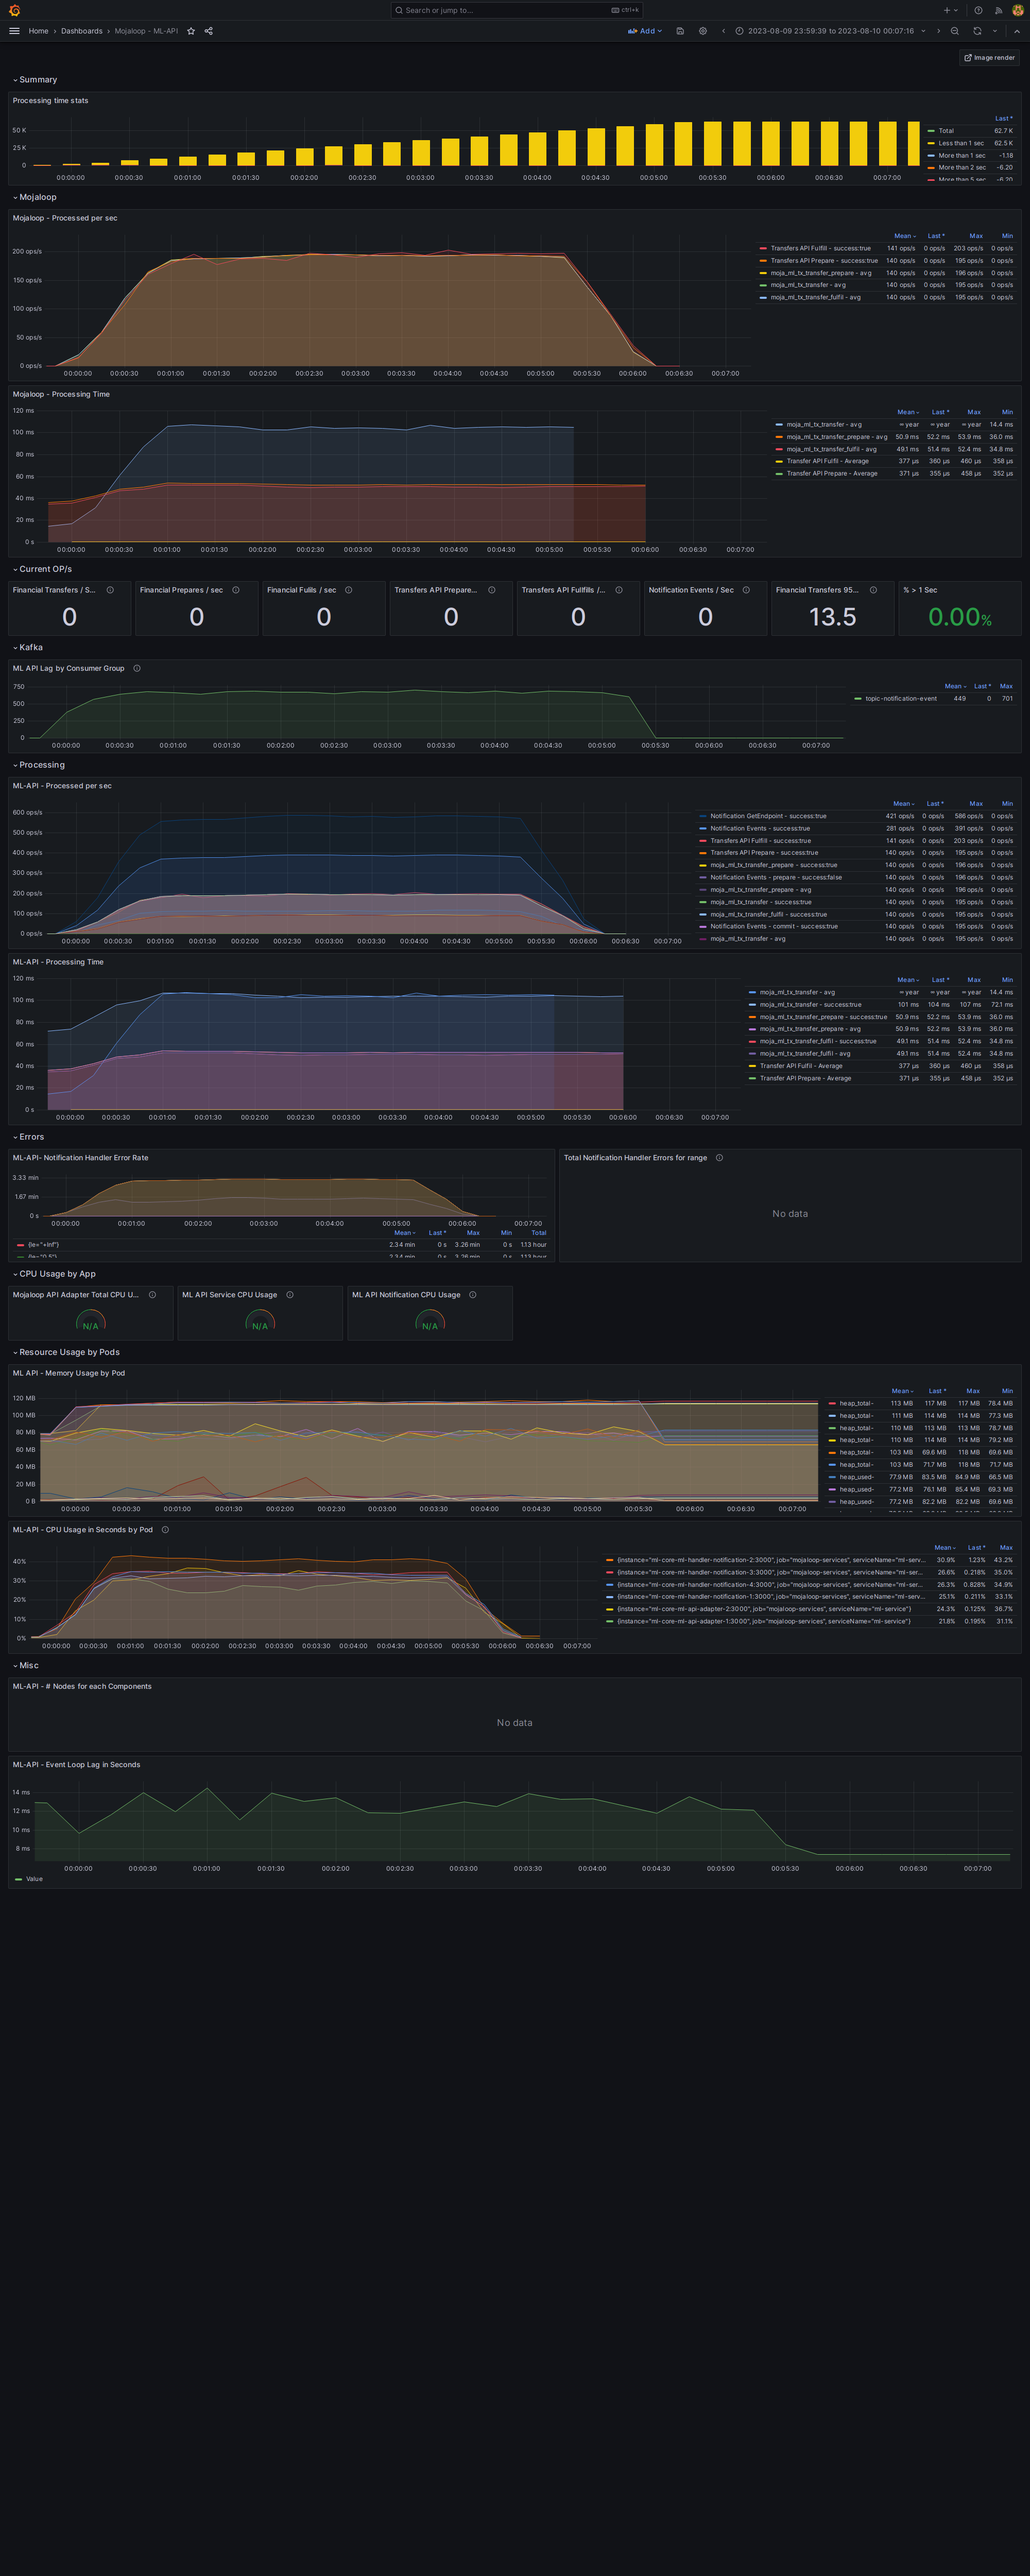 Search or jump to... ctrl+k
Home › Dashboards › Mojaloop - ML-API Add 2023-08-09 23:59:39 to 2023-08-10 00:07:16
Image render
Summary
Processing time stats
50 K
25 K
0
00:00:00 00:00:30 00:01:00 00:01:30 00:02:00 00:02:30 00:03:00 00:03:30 00:04:00 00:04:30 00:05:00 00:05:30 00:06:00 00:06:30 00:07:00
Last *
Total 62.7 K
Less than 1 sec 62.5 K
More than 1 sec -1.18
More than 2 sec -6.20
More than 5 sec -6.20
Mojaloop
Mojaloop - Processed per sec
200 ops/s
150 ops/s
100 ops/s
50 ops/s
0 ops/s
00:00:00 00:00:30 00:01:00 00:01:30 00:02:00 00:02:30 00:03:00 00:03:30 00:04:00 00:04:30 00:05:00 00:05:30 00:06:00 00:06:30 00:07:00
Mean Last * Max Min
Transfers API Fulfill - success:true 141 ops/s 0 ops/s 203 ops/s 0 ops/s
Transfers API Prepare - success:true 140 ops/s 0 ops/s 195 ops/s 0 ops/s
moja_ml_tx_transfer_prepare - avg 140 ops/s 0 ops/s 196 ops/s 0 ops/s
moja_ml_tx_transfer - avg 140 ops/s 0 ops/s 195 ops/s 0 ops/s
moja_ml_tx_transfer_fulfil - avg 140 ops/s 0 ops/s 195 ops/s 0 ops/s
Mojaloop - Processing Time
120 ms
100 ms
80 ms
60 ms
40 ms
20 ms
0 s
00:00:00 00:00:30 00:01:00 00:01:30 00:02:00 00:02:30 00:03:00 00:03:30 00:04:00 00:04:30 00:05:00 00:05:30 00:06:00 00:06:30 00:07:00
Mean Last * Max Min
moja_ml_tx_transfer - avg ∞ year ∞ year ∞ year 14.4 ms
moja_ml_tx_transfer_prepare - avg 50.9 ms 52.2 ms 53.9 ms 36.0 ms
moja_ml_tx_transfer_fulfil - avg 49.1 ms 51.4 ms 52.4 ms 34.8 ms
Transfer API Fulfil - Average 377 µs 360 µs 460 µs 358 µs
Transfer API Prepare - Average 371 µs 355 µs 458 µs 352 µs
Current OP/s
Financial Transfers / S... Financial Prepares / sec Financial Fulils / sec Transfers API Prepare... Transfers API Fullfills /... Notification Events / Sec Financial Transfers 95... % > 1 Sec
0 0 0 0 0 0 13.5 0.00%
Kafka
ML API Lag by Consumer Group
750
500
250
0
00:00:00 00:00:30 00:01:00 00:01:30 00:02:00 00:02:30 00:03:00 00:03:30 00:04:00 00:04:30 00:05:00 00:05:30 00:06:00 00:06:30 00:07:00
Mean Last * Max
topic-notification-event 449 0 701
Processing
ML-API - Processed per sec
600 ops/s
500 ops/s
400 ops/s
300 ops/s
200 ops/s
100 ops/s
0 ops/s
00:00:00 00:00:30 00:01:00 00:01:30 00:02:00 00:02:30 00:03:00 00:03:30 00:04:00 00:04:30 00:05:00 00:05:30 00:06:00 00:06:30 00:07:00
Mean Last * Max Min
Notification GetEndpoint - success:true 421 ops/s 0 ops/s 586 ops/s 0 ops/s
Notification Events - success:true 281 ops/s 0 ops/s 391 ops/s 0 ops/s
Transfers API Fulfill - success:true 141 ops/s 0 ops/s 203 ops/s 0 ops/s
Transfers API Prepare - success:true 140 ops/s 0 ops/s 195 ops/s 0 ops/s
moja_ml_tx_transfer_prepare - success:true 140 ops/s 0 ops/s 196 ops/s 0 ops/s
Notification Events - prepare - success:false 140 ops/s 0 ops/s 196 ops/s 0 ops/s
moja_ml_tx_transfer_prepare - avg 140 ops/s 0 ops/s 196 ops/s 0 ops/s
moja_ml_tx_transfer - success:true 140 ops/s 0 ops/s 195 ops/s 0 ops/s
moja_ml_tx_transfer_fulfil - success:true 140 ops/s 0 ops/s 195 ops/s 0 ops/s
Notification Events - commit - success:true 140 ops/s 0 ops/s 195 ops/s 0 ops/s
moja_ml_tx_transfer - avg 140 ops/s 0 ops/s 195 ops/s 0 ops/s
ML-API - Processing Time
120 ms
100 ms
80 ms
60 ms
40 ms
20 ms
0 s
00:00:00 00:00:30 00:01:00 00:01:30 00:02:00 00:02:30 00:03:00 00:03:30 00:04:00 00:04:30 00:05:00 00:05:30 00:06:00 00:06:30 00:07:00
Mean Last * Max Min
moja_ml_tx_transfer - avg ∞ year ∞ year ∞ year 14.4 ms
moja_ml_tx_transfer - success:true 101 ms 104 ms 107 ms 72.1 ms
moja_ml_tx_transfer_prepare - success:true 50.9 ms 52.2 ms 53.9 ms 36.0 ms
moja_ml_tx_transfer_prepare - avg 50.9 ms 52.2 ms 53.9 ms 36.0 ms
moja_ml_tx_transfer_fulfil - success:true 49.1 ms 51.4 ms 52.4 ms 34.8 ms
moja_ml_tx_transfer_fulfil - avg 49.1 ms 51.4 ms 52.4 ms 34.8 ms
Transfer API Fulfil - Average 377 µs 360 µs 460 µs 358 µs
Transfer API Prepare - Average 371 µs 355 µs 458 µs 352 µs
Errors
ML-API- Notification Handler Error Rate
3.33 min
1.67 min
0 s
00:00:00 00:01:00 00:02:00 00:03:00 00:04:00 00:05:00 00:06:00 00:07:00
Mean Last * Max Min Total
{le="+Inf"} 2.34 min 0 s 3.26 min 0 s 1.13 hour
{le="0.5"} 2.34 min 0 s 3.26 min 0 s 1.13 hour
Total Notification Handler Errors for range
No data
CPU Usage by App
Mojaloop API Adapter Total CPU U... ML API Service CPU Usage ML API Notification CPU Usage
N/A N/A N/A
Resource Usage by Pods
ML API - Memory Usage by Pod
120 MB
100 MB
80 MB
60 MB
40 MB
20 MB
0 B
00:00:00 00:00:30 00:01:00 00:01:30 00:02:00 00:02:30 00:03:00 00:03:30 00:04:00 00:04:30 00:05:00 00:05:30 00:06:00 00:06:30 00:07:00
Mean Last * Max Min
heap_total- 113 MB 117 MB 117 MB 78.4 MB
heap_total- 111 MB 114 MB 114 MB 77.3 MB
heap_total- 110 MB 113 MB 113 MB 78.7 MB
heap_total- 110 MB 114 MB 114 MB 79.2 MB
heap_total- 103 MB 69.6 MB 118 MB 69.6 MB
heap_total- 103 MB 71.7 MB 118 MB 71.7 MB
heap_used- 77.9 MB 83.5 MB 84.9 MB 66.5 MB
heap_used- 77.2 MB 76.1 MB 85.4 MB 69.3 MB
heap_used- 77.2 MB 82.2 MB 82.2 MB 69.6 MB
ML-API - CPU Usage in Seconds by Pod
40%
30%
20%
10%
0%
00:00:00 00:00:30 00:01:00 00:01:30 00:02:00 00:02:30 00:03:00 00:03:30 00:04:00 00:04:30 00:05:00 00:05:30 00:06:00 00:06:30 00:07:00
Mean Last * Max
{instance="ml-core-ml-handler-notification-2:3000", job="mojaloop-services", serviceName="ml-serv... 30.9% 1.23% 43.2%
{instance="ml-core-ml-handler-notification-3:3000", job="mojaloop-services", serviceName="ml-serv... 26.6% 0.218% 35.0%
{instance="ml-core-ml-handler-notification-4:3000", job="mojaloop-services", serviceName="ml-ser... 26.3% 0.828% 34.9%
{instance="ml-core-ml-handler-notification-1:3000", job="mojaloop-services", serviceName="ml-serv... 25.1% 0.211% 33.1%
{instance="ml-core-ml-api-adapter-2:3000", job="mojaloop-services", serviceName="ml-service"} 24.3% 0.125% 36.7%
{instance="ml-core-ml-api-adapter-1:3000", job="mojaloop-services", serviceName="ml-service"} 21.8% 0.195% 31.1%
Misc
ML-API - # Nodes for each Components
No data
ML-API - Event Loop Lag in Seconds
14 ms
12 ms
10 ms
8 ms
00:00:00 00:00:30 00:01:00 00:01:30 00:02:00 00:02:30 00:03:00 00:03:30 00:04:00 00:04:30 00:05:00 00:05:30 00:06:00 00:06:30 00:07:00
Value